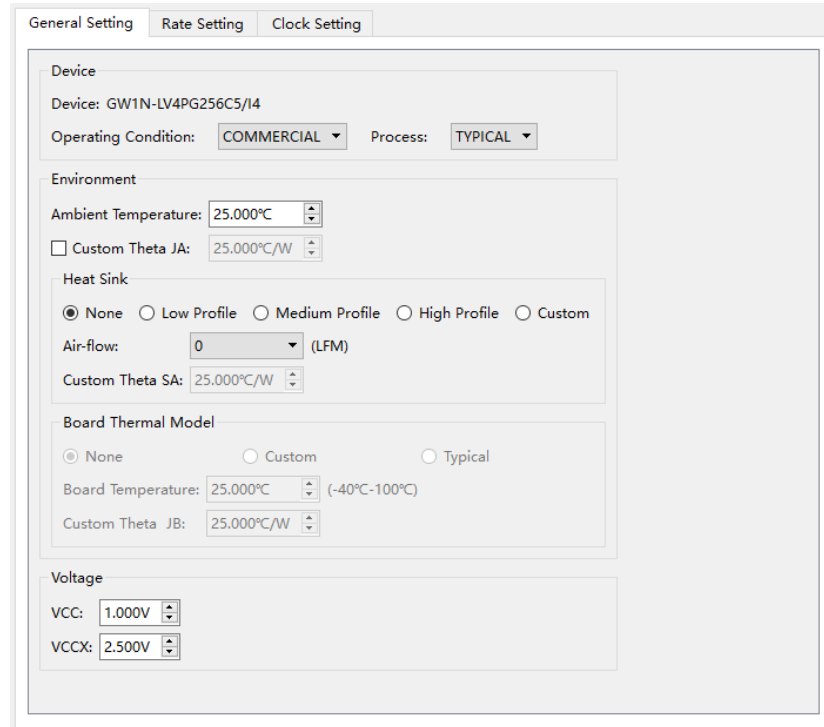 General Setting Rate Setting Clock Setting
Device
Device: GW1N-LV4PG256C5/I4
Operating Condition: COMMERCIAL Process: TYPICAL
Environment
Ambient Temperature: 25.000℃
Custom Theta JA: 25.000℃/W
Heat Sink
None Low Profile Medium Profile High Profile Custom
Air-flow: 0 (LFM)
Custom Theta SA: 25.000℃/W
Board Thermal Model
None Custom Typical
Board Temperature: 25.000℃ (-40℃-100℃)
Custom Theta JB: 25.000℃/W
Voltage
VCC: 1.000V
VCCX: 2.500V